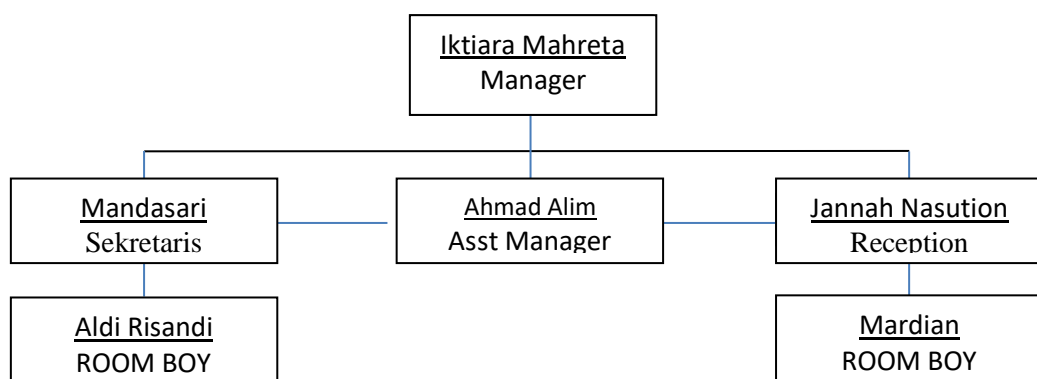 Iktiara Mahreta
Manager
Mandasari
Sekretaris
Ahmad Alim
Asst Manager
Jannah Nasution
Reception
Aldi Risandi
ROOM BOY
Mardian
ROOM BOY